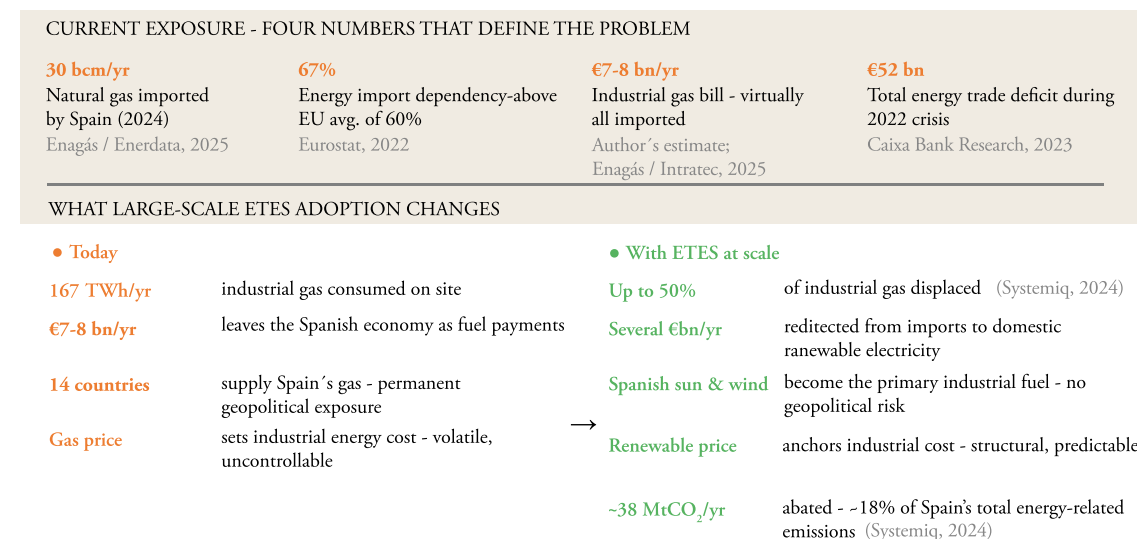 CURRENT EXPOSURE - FOUR NUMBERS THAT DEFINE THE PROBLEM
30 bcm/yr
Natural gas imported
by Spain (2024)
Enagás / Enerdata, 2025
67%
Energy import dependency-above
EU avg. of 60%
Eurostat, 2022
€7-8 bn/yr
Industrial gas bill - virtually
all imported
Author´s estimate;
Enagás / Intratec, 2025
€52 bn
Total energy trade deficit during
2022 crisis
Caixa Bank Research, 2023
WHAT LARGE-SCALE ETES ADOPTION CHANGES
● Today
167 TWh/yr industrial gas consumed on site
€7-8 bn/yr leaves the Spanish economy as fuel payments
14 countries supply Spain´s gas - permanent
geopolitical exposure
Gas price sets industrial energy cost - volatile,
uncontrollable
→
● With ETES at scale
Up to 50% of industrial gas displaced (Systemiq, 2024)
Several €bn/yr reditected from imports to domestic
ranewable electricity
Spanish sun & wind become the primary industrial fuel - no
geopolitical risk
Renewable price anchors industrial cost - structural, predictable
~38 MtCO₂/yr abated - ~18% of Spain’s total energy-related
emissions (Systemiq, 2024)